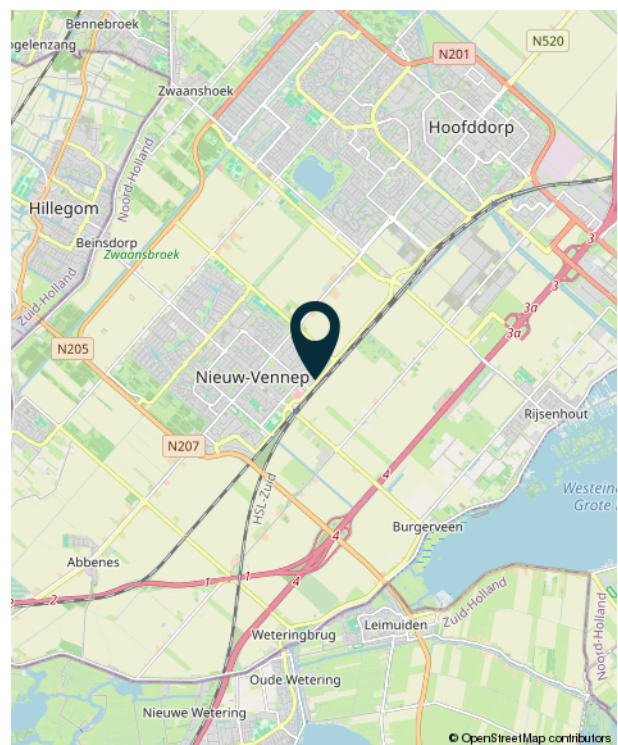 Bennebroek
ogelenzang
N201
N520
Zwaanshoek
Hoofddorp
Noord-Holland
Hillegom
Beinsdorp
Zwaansbroek
3
3
Zuid-Holland
3a
3a
N205
Nieuw-Vennep
Rijsenhout
N207
4
HSL-Zuid
Westein
Grote
4
Burgerveen
Abbenes
1
1
4
2
Zuid-Holland
Noord-Holland
Leimuiden
Weteringbrug
Oude Wetering
Nieuwe Wetering
© OpenStreetMap contributors